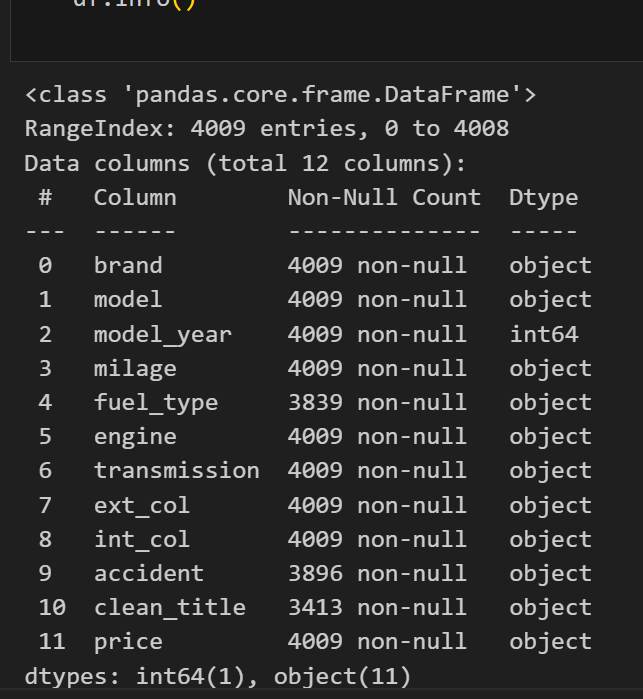 df.info()
<class 'pandas.core.frame.DataFrame'>
RangeIndex: 4009 entries, 0 to 4008
Data columns (total 12 columns):
 #   Column        Non-Null Count  Dtype
---  ------        --------------  -----
 0   brand         4009 non-null   object
 1   model         4009 non-null   object
 2   model_year    4009 non-null   int64
 3   milage        4009 non-null   object
 4   fuel_type     3839 non-null   object
 5   engine        4009 non-null   object
 6   transmission  4009 non-null   object
 7   ext_col       4009 non-null   object
 8   int_col       4009 non-null   object
 9   accident      3896 non-null   object
 10  clean_title   3413 non-null   object
 11  price         4009 non-null   object
dtypes: int64(1), object(11)